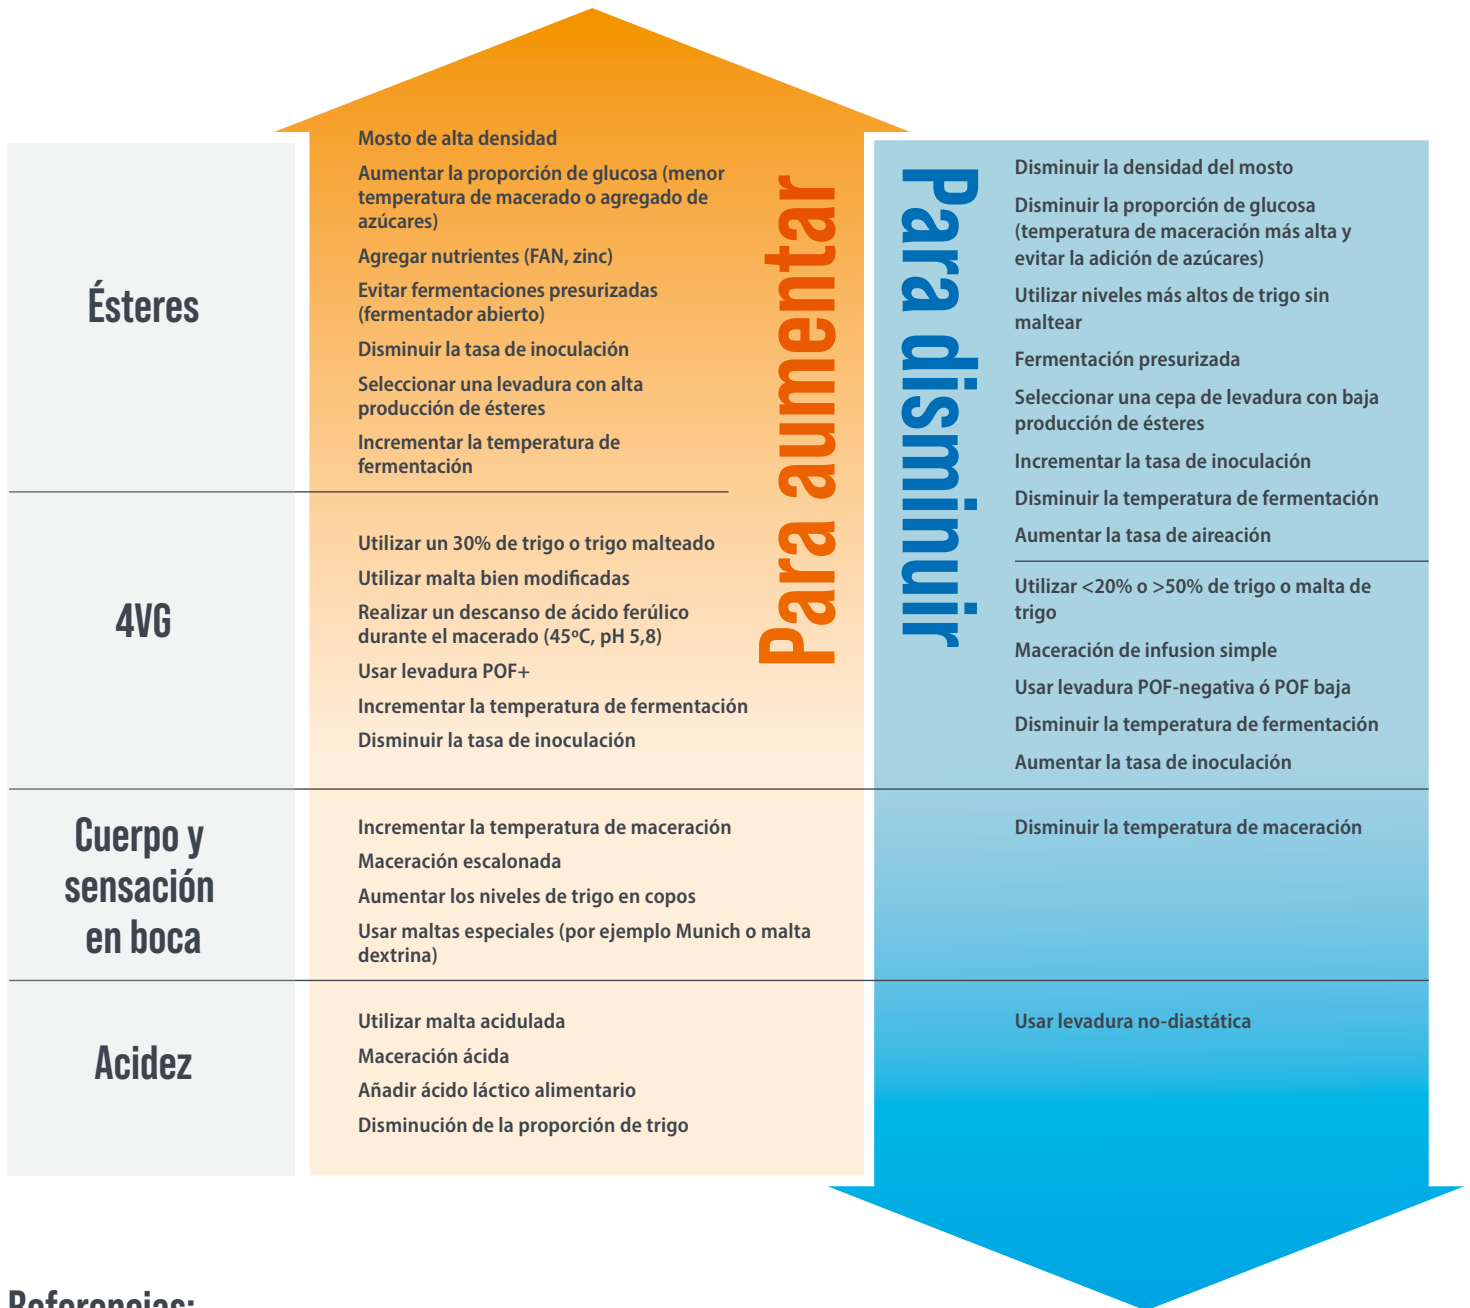 Para aumentar
Para disminuir
Ésteres
Mosto de alta densidad
Aumentar la proporción de glucosa (menor
temperatura de macerado o agregado de
azúcares)
Agregar nutrientes (FAN, zinc)
Evitar fermentaciones presurizadas
(fermentador abierto)
Disminuir la tasa de inoculación
Seleccionar una levadura con alta
producción de ésteres
Incrementar la temperatura de
fermentación
Disminuir la densidad del mosto
Disminuir la proporción de glucosa
(temperatura de maceración más alta y
evitar la adición de azúcares)
Utilizar niveles más altos de trigo sin
maltear
Fermentación presurizada
Seleccionar una cepa de levadura con baja
producción de ésteres
Incrementar la tasa de inoculación
Disminuir la temperatura de fermentación
Aumentar la tasa de aireación
4VG
Utilizar un 30% de trigo o trigo malteado
Utilizar malta bien modificadas
Realizar un descanso de ácido ferúlico
durante el macerado (45ºC, pH 5,8)
Usar levadura POF+
Incrementar la temperatura de fermentación
Disminuir la tasa de inoculación
Utilizar <20% o >50% de trigo o malta de
trigo
Maceración de infusion simple
Usar levadura POF-negativa ó POF baja
Disminuir la temperatura de fermentación
Aumentar la tasa de inoculación
Cuerpo y
sensación
en boca
Incrementar la temperatura de maceración
Maceración escalonada
Aumentar los niveles de trigo en copos
Usar maltas especiales (por ejemplo Munich o malta
dextrina)
Disminuir la temperatura de maceración
Acidez
Utilizar malta acidulada
Maceración ácida
Añadir ácido láctico alimentario
Disminución de la proporción de trigo
Usar levadura no-diastática
Referencias: